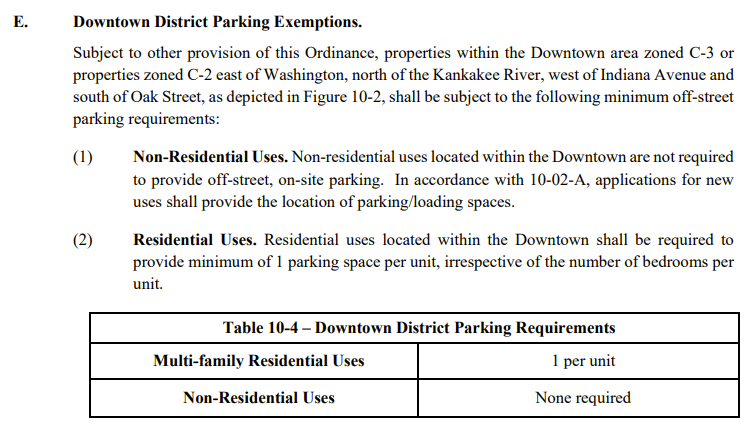 E. Downtown District Parking Exemptions.
Subject to other provision of this Ordinance, properties within the Downtown area zoned C-3 or
properties zoned C-2 east of Washington, north of the Kankakee River, west of Indiana Avenue and
south of Oak Street, as depicted in Figure 10-2, shall be subject to the following minimum off-street
parking requirements:
(1) Non-Residential Uses. Non-residential uses located within the Downtown are not required
to provide off-street, on-site parking. In accordance with 10-02-A, applications for new
uses shall provide the location of parking/loading spaces.
(2) Residential Uses. Residential uses located within the Downtown shall be required to
provide minimum of 1 parking space per unit, irrespective of the number of bedrooms per
unit.
Table 10-4 – Downtown District Parking Requirements
Multi-family Residential Uses 1 per unit
Non-Residential Uses None required